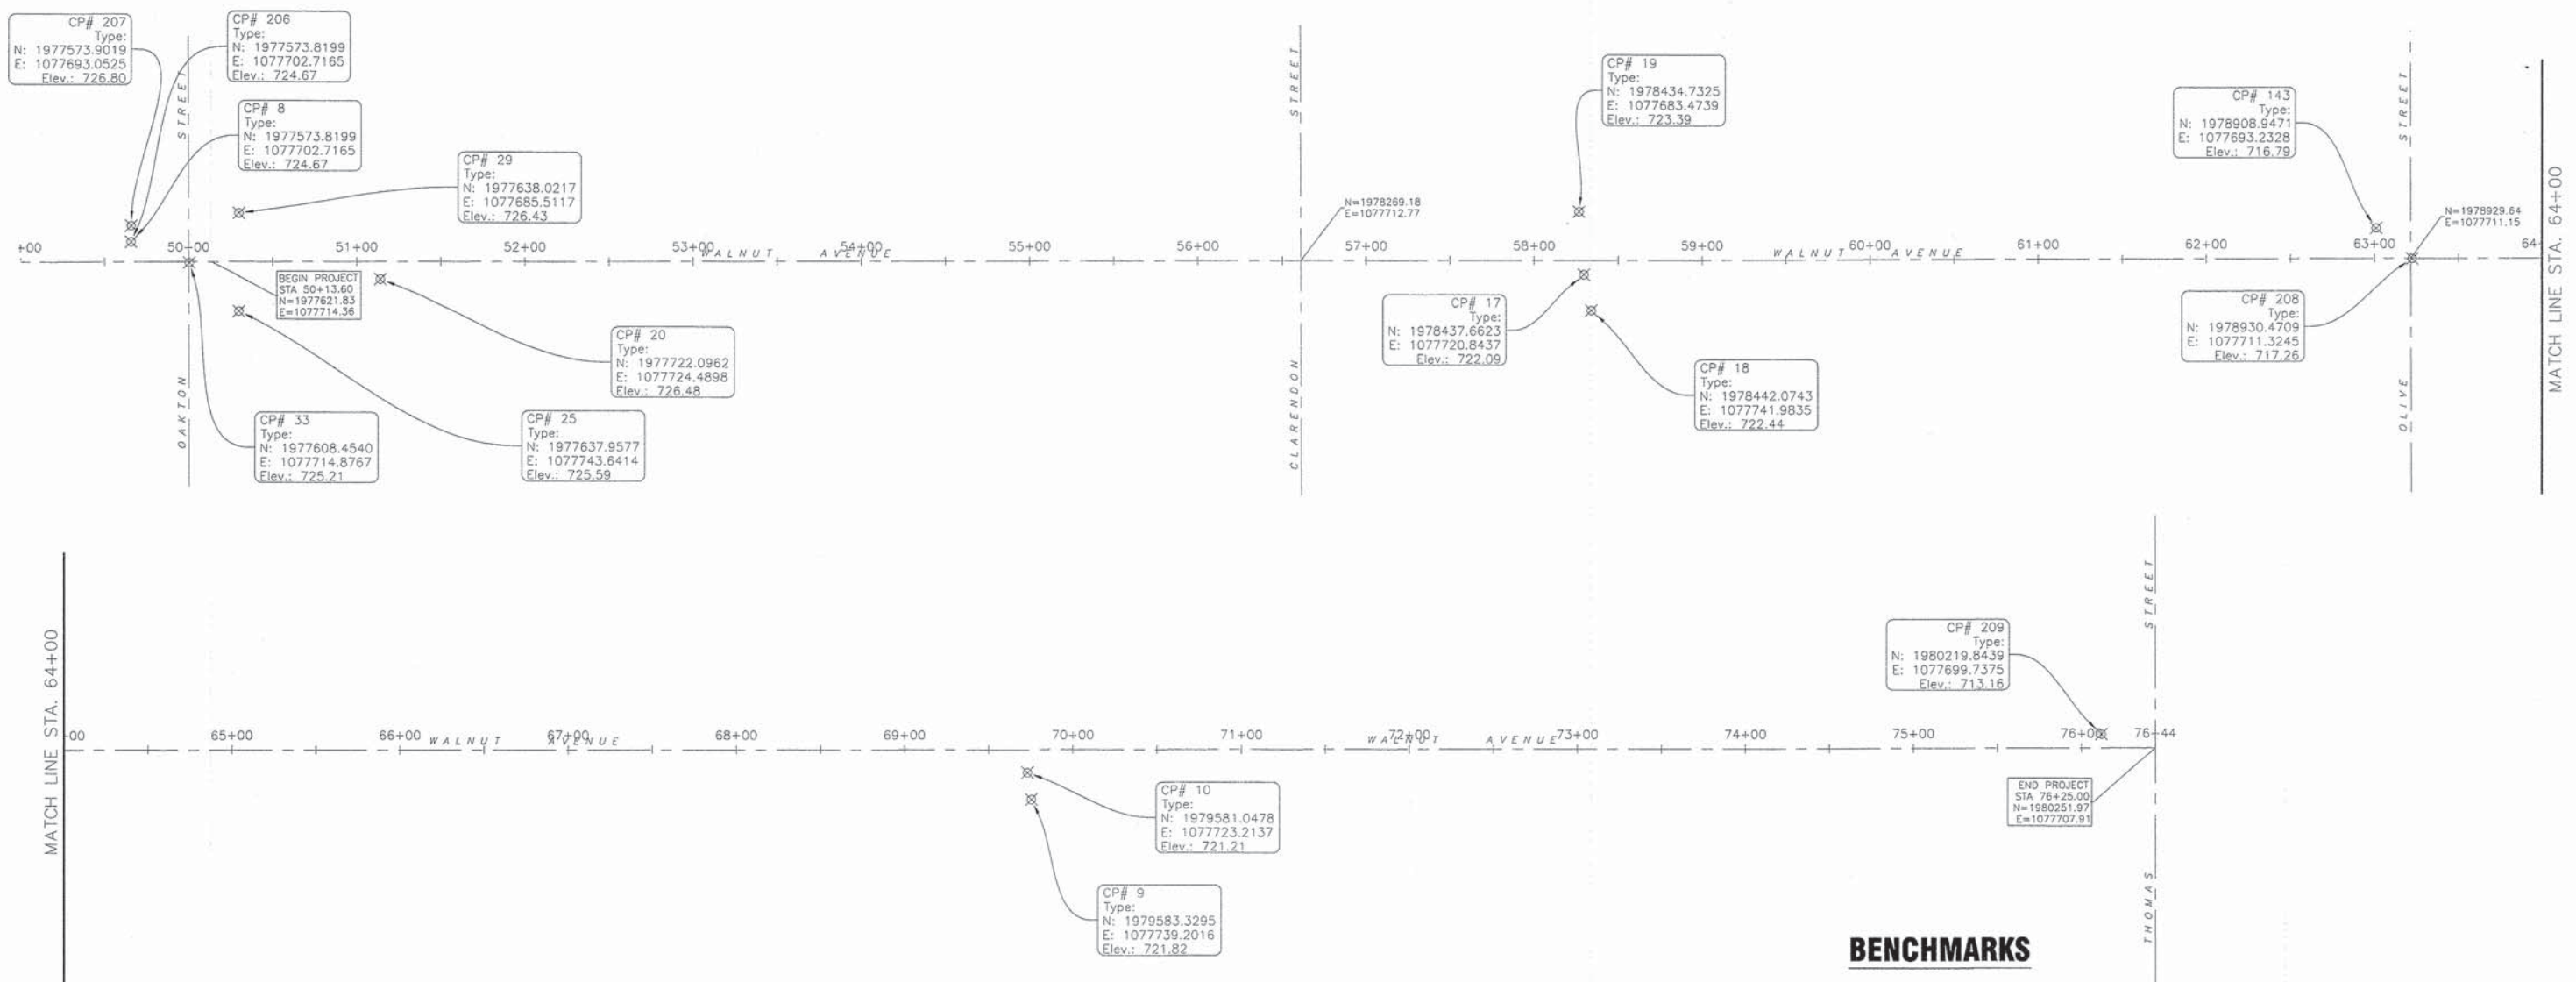 CP# 207
Type:
N: 1977573.9019
E: 1077693.0525
Elev.: 726.80
CP# 206
Type:
N: 1977573.8199
E: 1077702.7165
Elev.: 724.67
CP# 8
Type:
N: 1977573.8199
E: 1077702.7165
Elev.: 724.67
CP# 29
Type:
N: 1977638.0217
E: 1077685.5117
Elev.: 726.43
CP# 19
Type:
N: 1978434.7325
E: 1077683.4739
Elev.: 723.39
CP# 143
Type:
N: 1978908.9471
E: 1077693.2328
Elev.: 716.79
OAKTON STREET
CLARENDON STREET
OLIVE STREET
N=1978269.18
E=1077712.77
N=1978929.64
E=1077711.15
MATCH LINE STA. 64+00
+00 50+00 51+00 52+00 53+00 54+00 55+00 56+00 57+00 58+00 59+00 60+00 61+00 62+00 63+00 64
WALNUT AVENUE WALNUT AVENUE
BEGIN PROJECT
STA 50+13.60
N=1977621.83
E=1077714.36
CP# 20
Type:
N: 1977722.0962
E: 1077724.4898
Elev.: 726.48
CP# 33
Type:
N: 1977608.4540
E: 1077714.8767
Elev.: 725.21
CP# 25
Type:
N: 1977637.9577
E: 1077743.6414
Elev.: 725.59
CP# 17
Type:
N: 1978437.6623
E: 1077720.8437
Elev.: 722.09
CP# 18
Type:
N: 1978442.0743
E: 1077741.9835
Elev.: 722.44
CP# 208
Type:
N: 1978930.4709
E: 1077711.3245
Elev.: 717.26
MATCH LINE STA. 64+00
00 65+00 66+00 67+00 68+00 69+00 70+00 71+00 72+00 73+00 74+00 75+00 76+00 76+44
WALNUT AVENUE WALNUT AVENUE
THOMAS STREET
CP# 209
Type:
N: 1980219.8439
E: 1077699.7375
Elev.: 713.16
END PROJECT
STA 76+25.00
N=1980251.97
E=1077707.91
CP# 10
Type:
N: 1979581.0478
E: 1077723.2137
Elev.: 721.21
CP# 9
Type:
N: 1979583.3295
E: 1077739.2016
Elev.: 721.82
BENCHMARKS